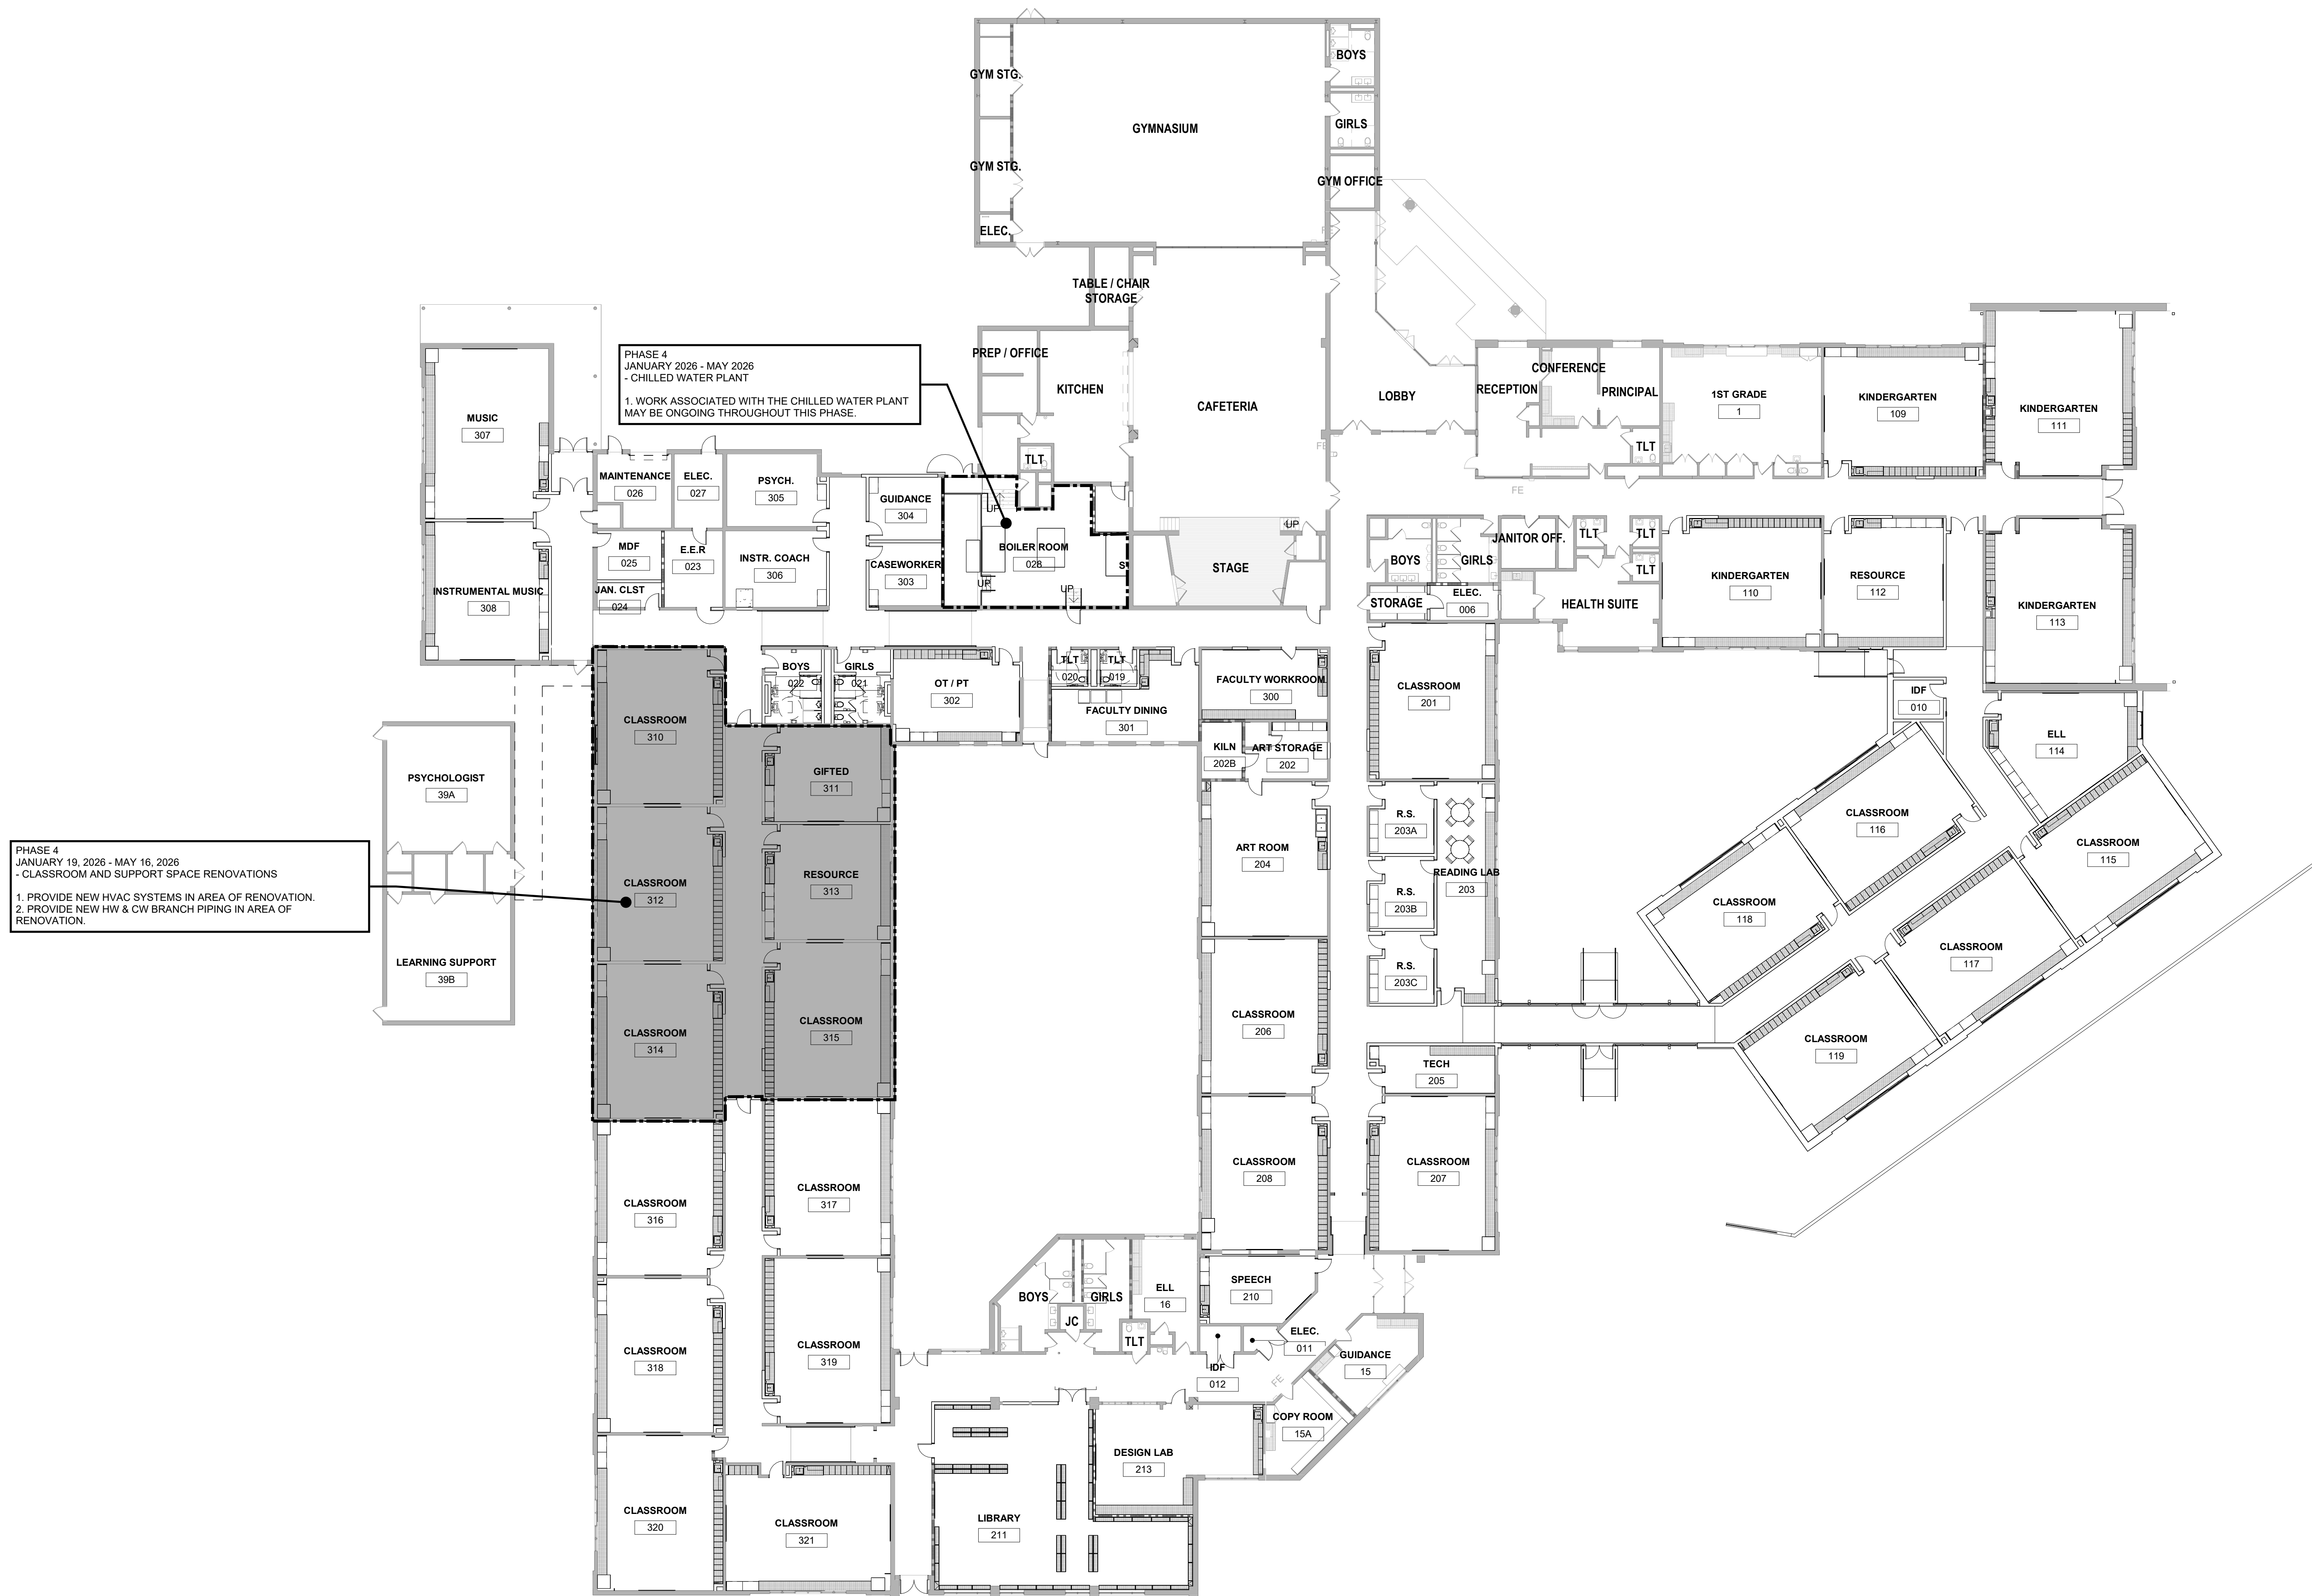 BOYS
GYM STG.
GYMNASIUM
GIRLS
GYM STG.
GYM OFFICE
ELEC.
FE
TABLE / CHAIR
STORAGE
PHASE 4
JANUARY 2026 - MAY 2026
- CHILLED WATER PLANT
1. WORK ASSOCIATED WITH THE CHILLED WATER PLANT
MAY BE ONGOING THROUGHOUT THIS PHASE.
PREP / OFFICE
KITCHEN
CAFETERIA
LOBBY
RECEPTION
CONFERENCE
PRINCIPAL
1ST GRADE
1
KINDERGARTEN
109
KINDERGARTEN
111
MUSIC
307
FE
TLT
TLT
MAINTENANCE
026
ELEC.
027
PSYCH.
305
GUIDANCE
304
UP
FE
BOILER ROOM
028
S
UP
UP
UP
STAGE
MDF
025
E.E.R
023
INSTR. COACH
306
CASEWORKER
303
INSTRUMENTAL MUSIC
308
JAN. CLST
024
BOYS
GIRLS
JANITOR OFF.
TLT
TLT
TLT
KINDERGARTEN
110
RESOURCE
112
KINDERGARTEN
113
STORAGE
ELEC.
006
HEALTH SUITE
BOYS
022
GIRLS
021
OT / PT
302
TLT
020
TLT
019
FACULTY DINING
301
FACULTY WORKROOM
300
CLASSROOM
201
IDF
010
ELL
114
CLASSROOM
310
GIFTED
311
KILN
202B
ART STORAGE
202
PSYCHOLOGIST
39A
PHASE 4
JANUARY 19, 2026 - MAY 16, 2026
- CLASSROOM AND SUPPORT SPACE RENOVATIONS
1. PROVIDE NEW HVAC SYSTEMS IN AREA OF RENOVATION.
2. PROVIDE NEW HW & CW BRANCH PIPING IN AREA OF
RENOVATION.
CLASSROOM
312
RESOURCE
313
ART ROOM
204
R.S.
203A
READING LAB
203
R.S.
203B
CLASSROOM
116
CLASSROOM
115
CLASSROOM
118
CLASSROOM
117
LEARNING SUPPORT
39B
R.S.
203C
CLASSROOM
314
CLASSROOM
315
CLASSROOM
206
CLASSROOM
119
TECH
205
CLASSROOM
316
CLASSROOM
317
CLASSROOM
208
CLASSROOM
207
BOYS
GIRLS
ELL
16
SPEECH
210
JC
TLT
ELEC.
011
IDF
012
GUIDANCE
15
FE
CLASSROOM
318
CLASSROOM
319
COPY ROOM
15A
DESIGN LAB
213
CLASSROOM
320
CLASSROOM
321
LIBRARY
211